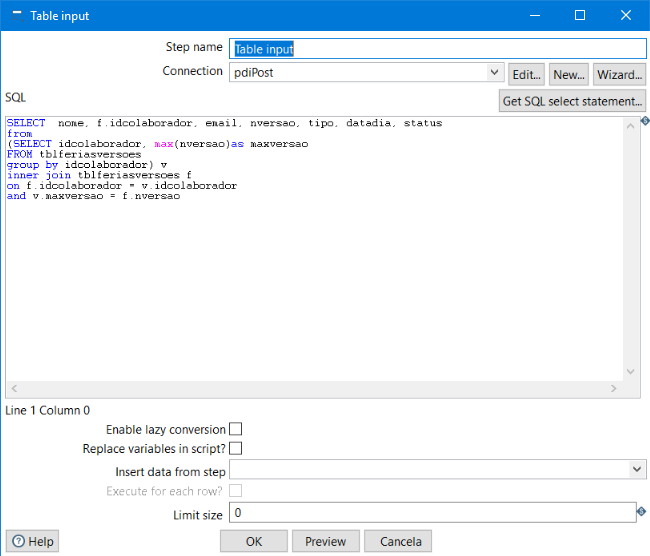 Table input
Step name Table input
Connection pdiPost Edit... New... Wizard...
SQL Get SQL select statement...
SELECT  nome, f.idcolaborador, email, nversao, tipo, datadia, status
from
(SELECT idcolaborador, max(nversao)as maxversao
FROM tblferiasversoes
group by idcolaborador) v
inner join tblferiasversoes f
on f.idcolaborador = v.idcolaborador
and v.maxversao = f.nversao
Line 1 Column 0
Enable lazy conversion
Replace variables in script?
Insert data from step
Execute for each row?
Limit size 0
Help OK Preview Cancela